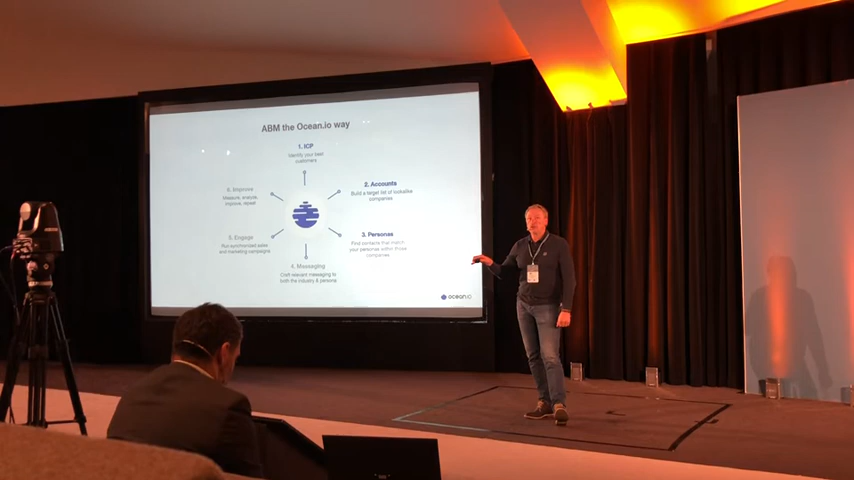 ABM the Ocean.io way
1. ICP
Identify your best
customers
2. Accounts
Build a target list of lookalike
companies
3. Personas
Find contacts that match
your personas within those
companies
4. Messaging
Craft relevant messaging to
both the industry & persona
5. Engage
Run synchronized sales
and marketing campaigns
6. Improve
Measure, evaluate,
improve, repeat
ocean.io